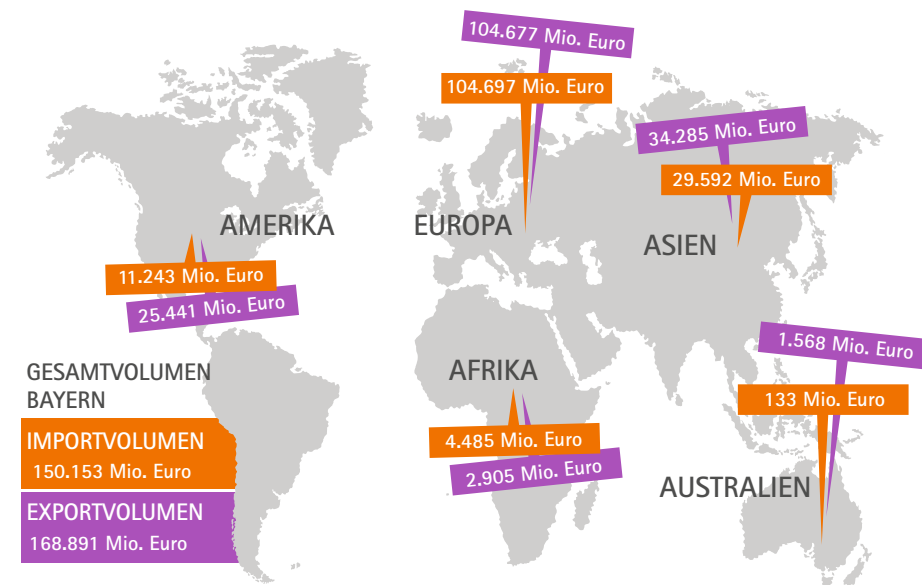 104.677 Mio. Euro
104.697 Mio. Euro
34.285 Mio. Euro
29.592 Mio. Euro
AMERIKA
EUROPA
ASIEN
11.243 Mio. Euro
25.441 Mio. Euro
1.568 Mio. Euro
133 Mio. Euro
AFRIKA
4.485 Mio. Euro
2.905 Mio. Euro
AUSTRALIEN
GESAMTVOLUMEN
BAYERN
IMPORTVOLUMEN
150.153 Mio. Euro
EXPORTVOLUMEN
168.891 Mio. Euro